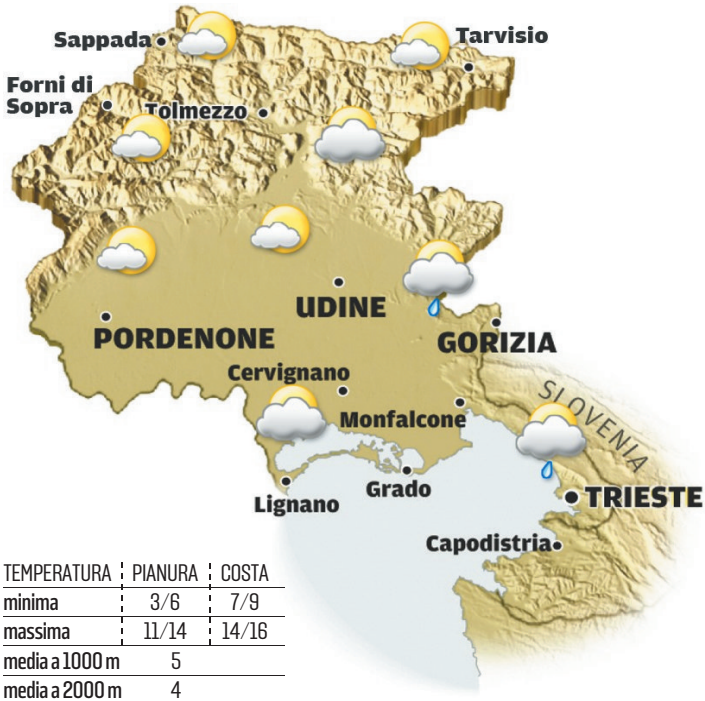 Sappada
Tarvisio
Forni di
Sopra
Tolmezzo
UDINE
PORDENONE
GORIZIA
Cervignano
SLOVENIA
Monfalcone
Lignano
Grado
TRIESTE
Capodistria
TEMPERATURA PIANURA COSTA
minima 3/6 7/9
massima 11/14 14/16
media a 1000 m 5
media a 2000 m 4